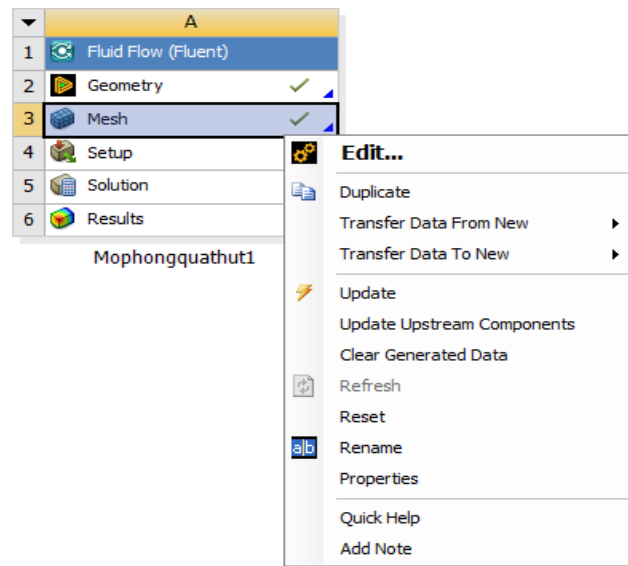 A
1 Fluid Flow (Fluent)
2 Geometry
3 Mesh
4 Setup
5 Solution
6 Results
Mophongquathut1
Edit...
Duplicate
Transfer Data From New
Transfer Data To New
Update
Update Upstream Components
Clear Generated Data
Refresh
Reset
a|b Rename
Properties
Quick Help
Add Note